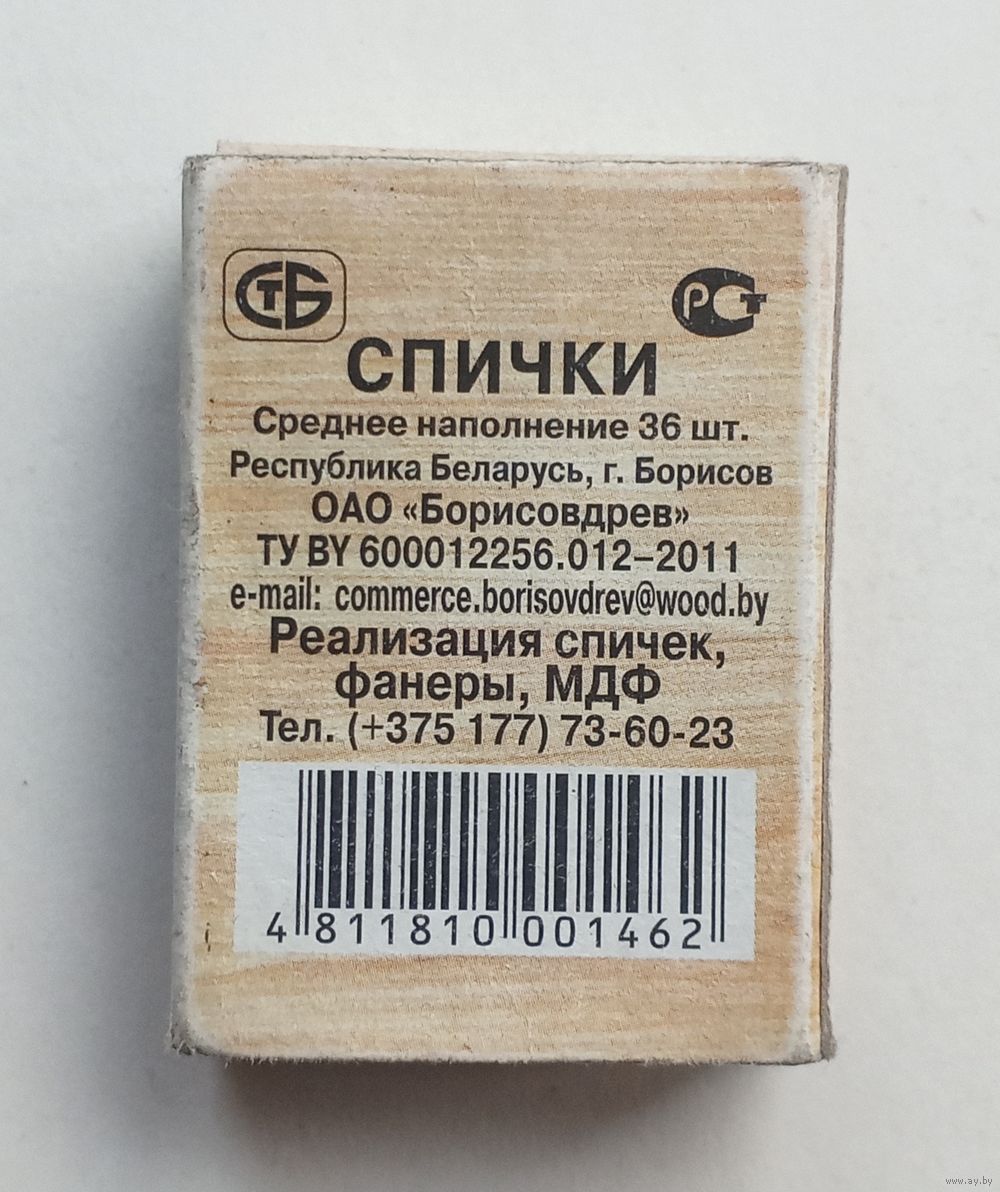 СТБ
РСТ
СПИЧКИ
Среднее наполнение 36 шт.
Республика Беларусь, г. Борисов
ОАО «Борисовдрев»
ТУ BY 600012256.012–2011
e-mail: commerce.borisovdrev@wood.by
Реализация спичек,
фанеры, МДФ
Тел. (+375 177) 73-60-23
4 811810 001462
www.ay.by